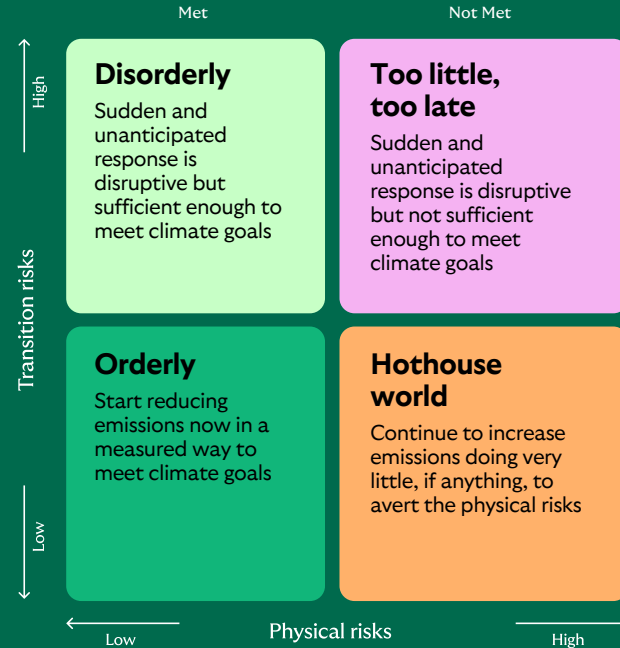 Met
Not Met
High
Disorderly
Sudden and
unanticipated
response is
disruptive but
sufficient enough to
meet climate goals
Too little,
too late
Sudden and
unanticipated
response is disruptive
but not sufficient
enough to meet
climate goals
Transition risks
Orderly
Start reducing
emissions now in a
measured way to
meet climate goals
Hothouse
world
Continue to increase
emissions doing very
little, if anything, to
avert the physical risks
Low
Low
Physical risks
High